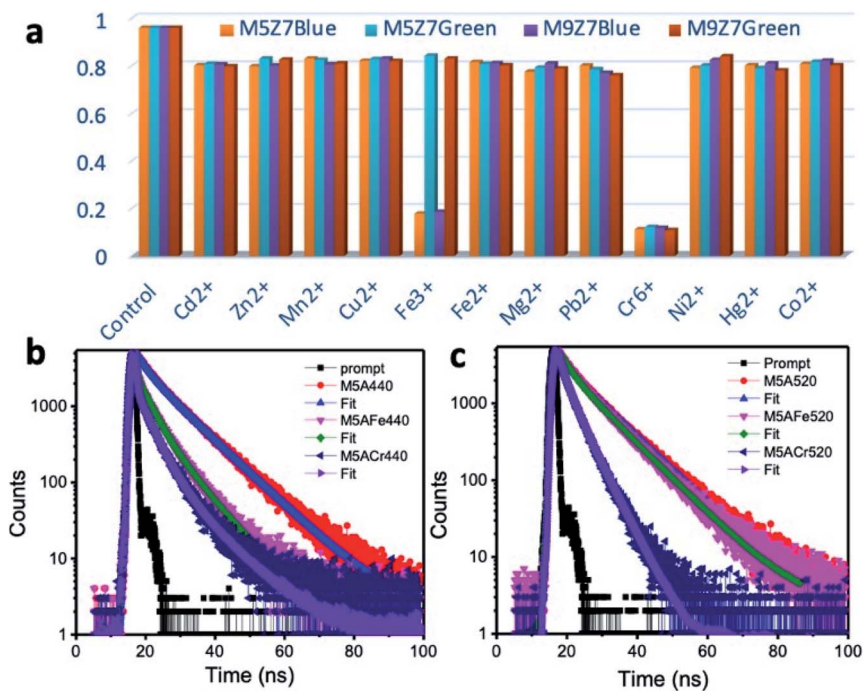 a
M5Z7Blue M5Z7Green M9Z7Blue M9Z7Green
1
0.8
0.6
0.4
0.2
0
Control Cd2+ Zn2+ Mn2+ Cu2+ Fe3+ Fe2+ Mg2+ Pb2+ Cr6+ Ni2+ Hg2+ Co2+
b
prompt
M5A440
Fit
M5AFe440
Fit
M5ACr440
Fit
1000
100
10
1
Counts
0 20 40 60 80 100
Time (ns)
c
Prompt
M5A520
Fit
M5AFe520
Fit
M5ACr520
Fit
1000
100
10
1
Counts
0 20 40 60 80 100
Time (ns)